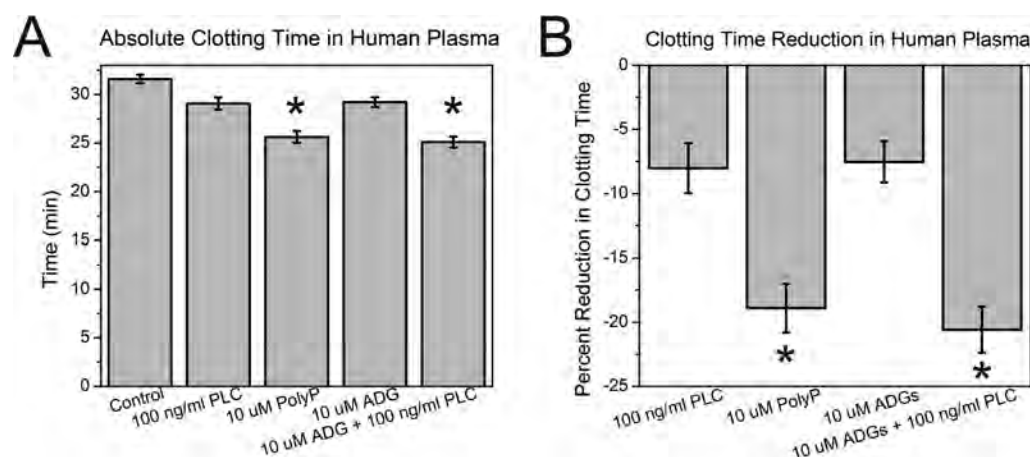 A
Absolute Clotting Time in Human Plasma
30
25
20
15
10
5
0
Time (min)
*
*
Control
100 ng/ml PLC
10 uM PolyP
10 uM ADG
10 uM ADG + 100 ng/ml PLC
B
Clotting Time Reduction in Human Plasma
0
-5
-10
-15
-20
-25
Percent Reduction in Clotting Time
*
*
100 ng/ml PLC
10 uM PolyP
10 uM ADGs
10 uM ADGs + 100 ng/ml PLC